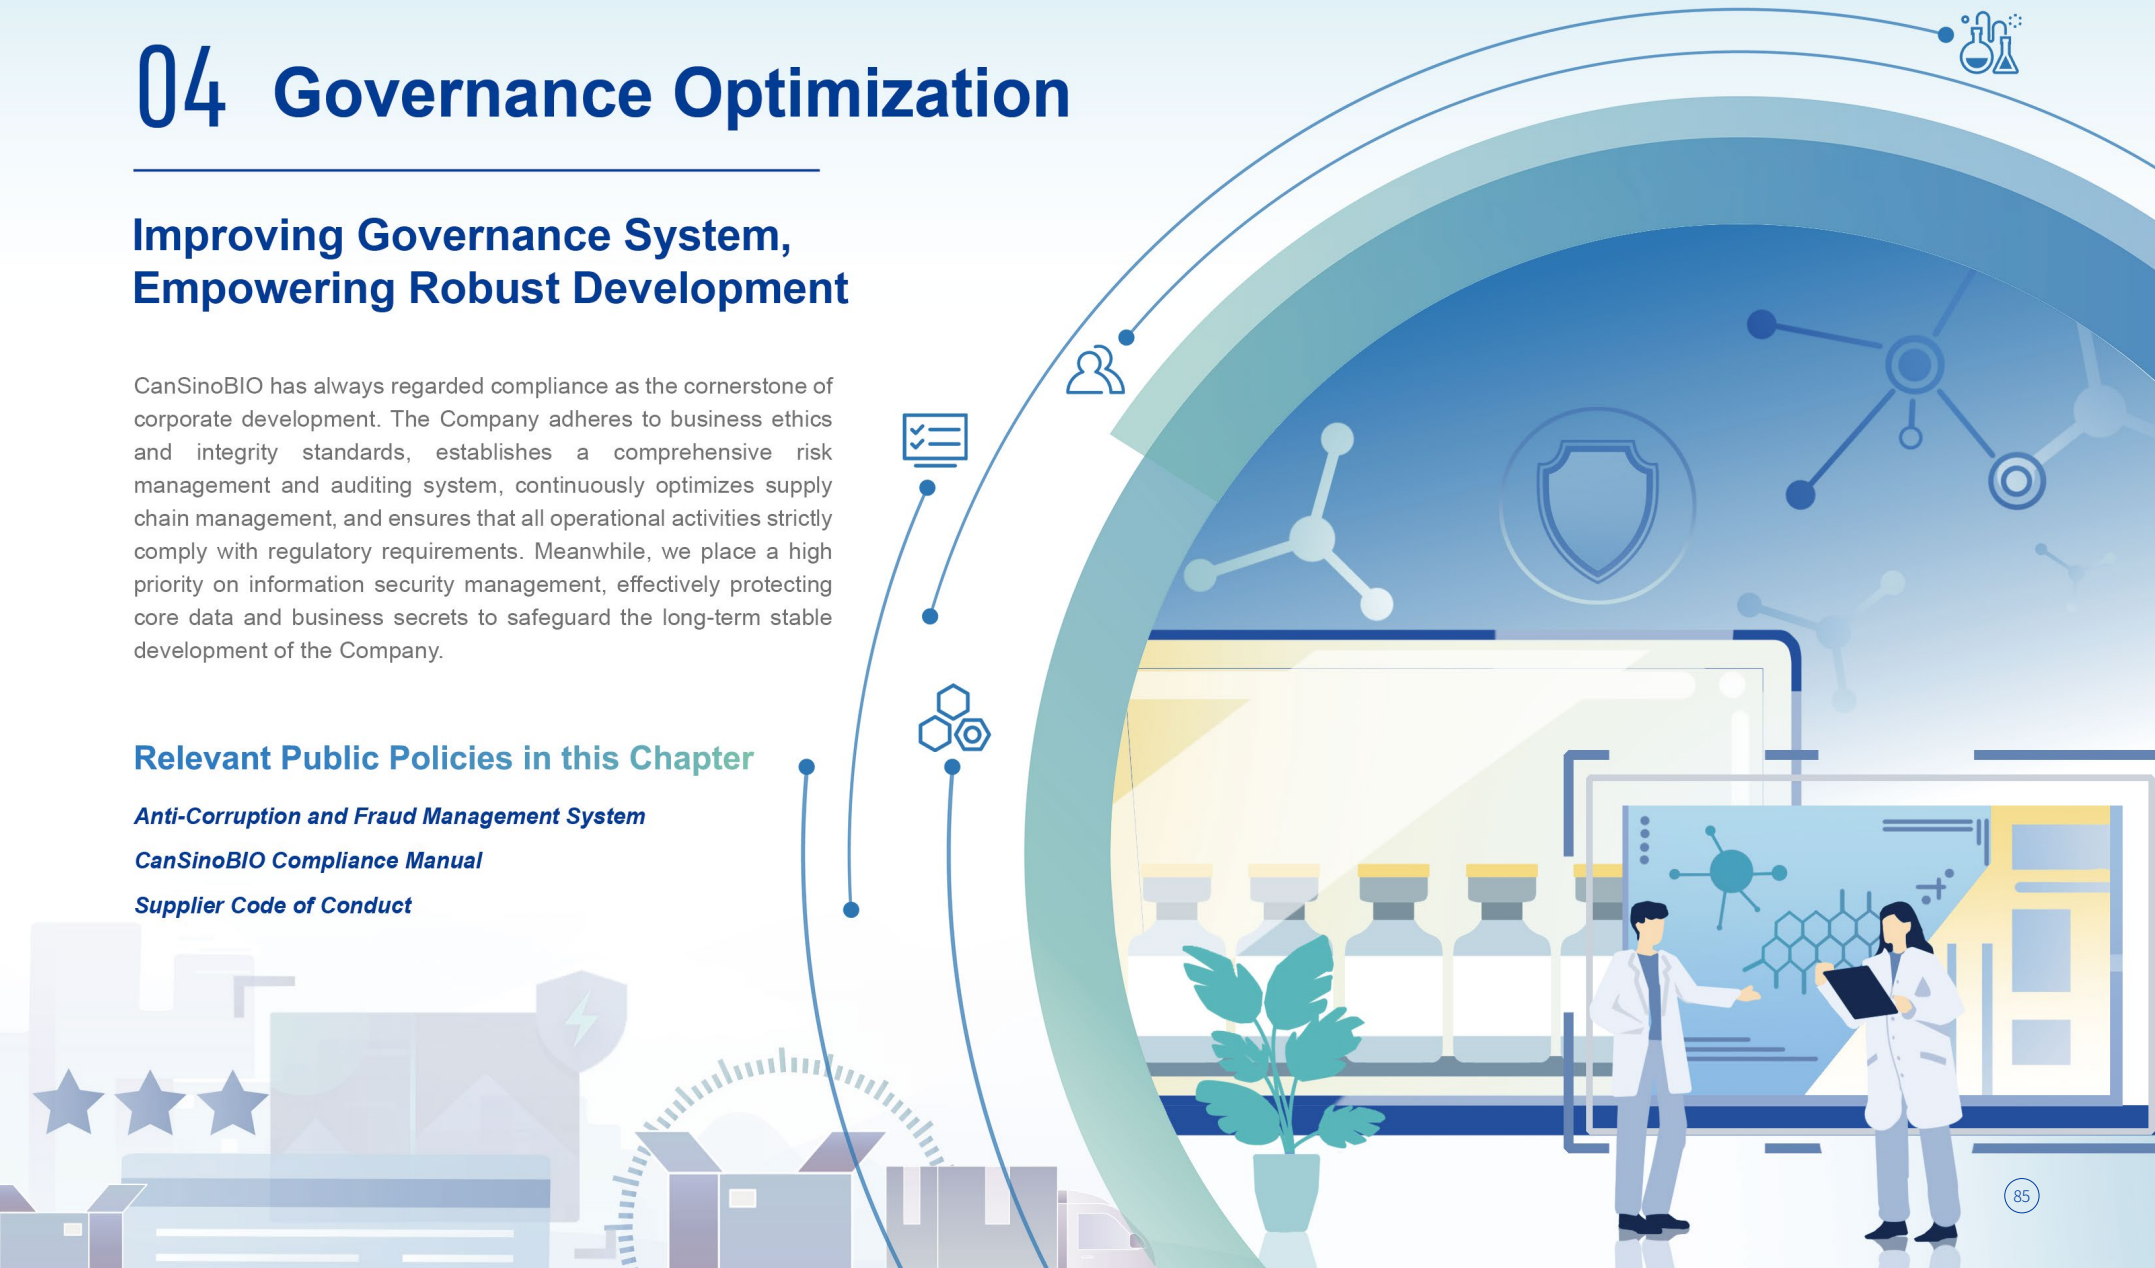 04 Governance Optimization
Improving Governance System,
Empowering Robust Development
CanSinoBIO has always regarded compliance as the cornerstone of
corporate development. The Company adheres to business ethics
and integrity standards, establishes a comprehensive risk
management and auditing system, continuously optimizes supply
chain management, and ensures that all operational activities strictly
comply with regulatory requirements. Meanwhile, we place a high
priority on information security management, effectively protecting
core data and business secrets to safeguard the long-term stable
development of the Company.
Relevant Public Policies in this Chapter
Anti-Corruption and Fraud Management System
CanSinoBIO Compliance Manual
Supplier Code of Conduct
85